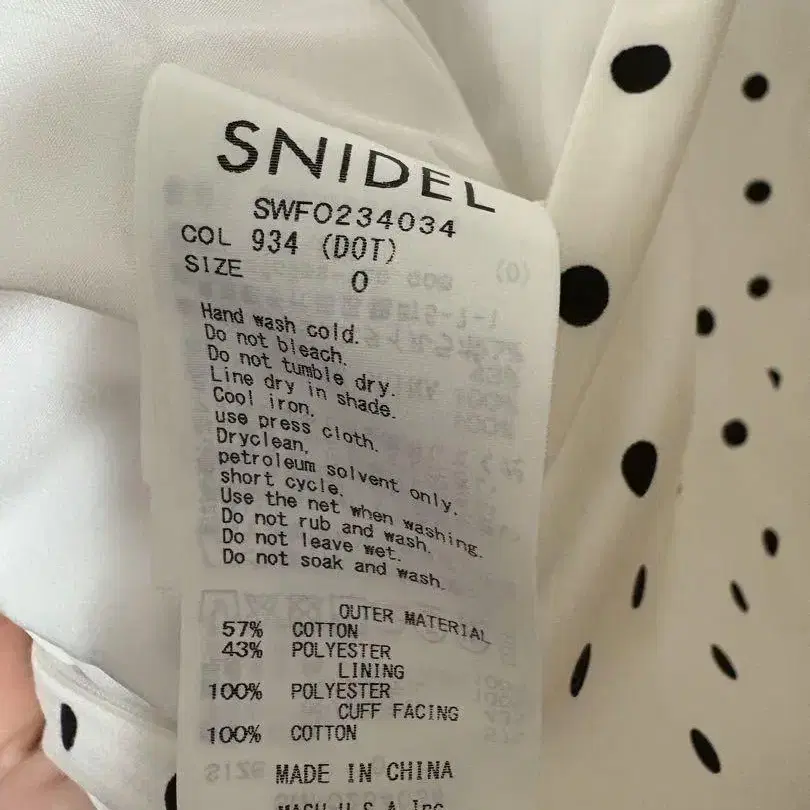 SNIDEL
SWFO234034
COL 934 (DOT)
SIZE 0
Hand wash cold.
Do not bleach.
Do not tumble dry.
Line dry in shade.
Cool iron.
use press cloth.
Dryclean,
petroleum solvent only.
short cycle.
Use the net when washing.
Do not rub and wash.
Do not leave wet.
Do not soak and wash.
OUTER MATERIAL
57% COTTON
43% POLYESTER
LINING
100% POLYESTER
CUFF FACING
100% COTTON
MADE IN CHINA
MASH U.S.A Inc